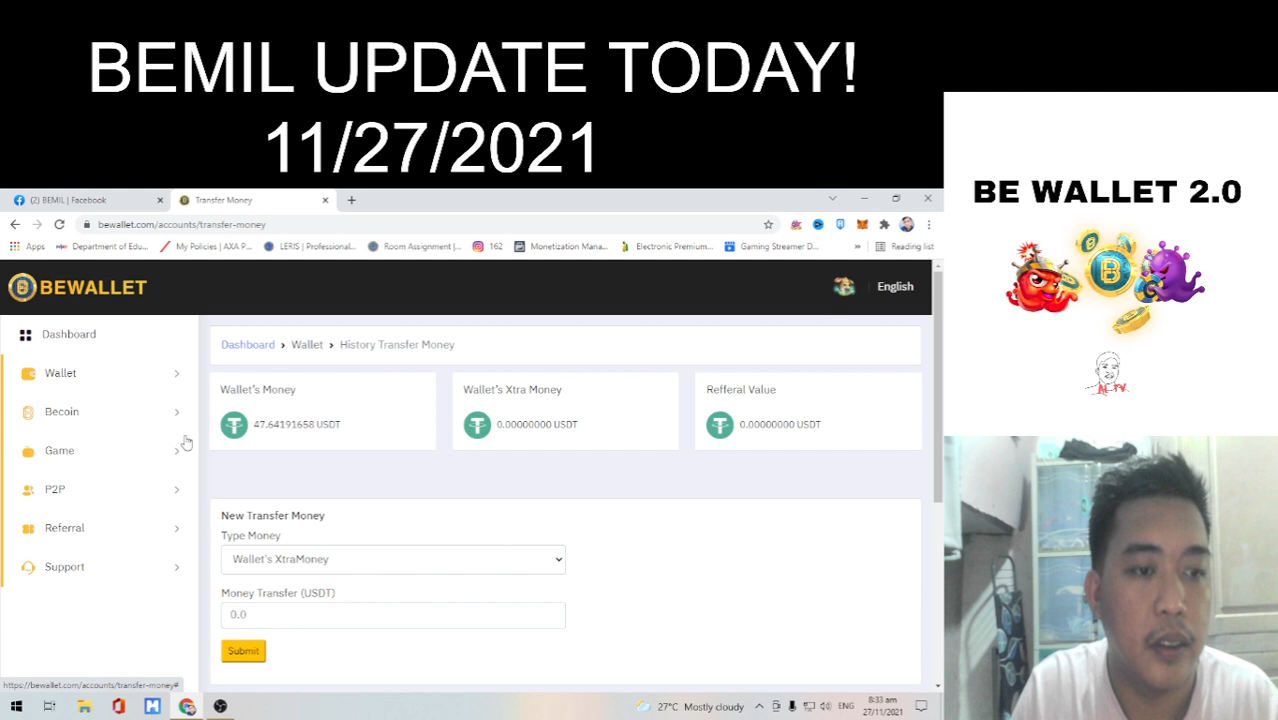 BEMIL UPDATE TODAY!
11/27/2021
BE WALLET 2.0
AL TV
(2) BEMIL | Facebook
Transfer Money
bewallet.com/accounts/transfer-money
Apps
Department of Edu...
My Policies | AXA P...
LERIS | Professional...
Room Assignment |...
162
Monetization Mana...
Electronic Premium...
Gaming Streamer D...
»
Reading list
BEWALLET
English
Dashboard
Wallet
Becoin
Game
P2P
Referral
Support
Dashboard > Wallet > History Transfer Money
Wallet's Money
47.64191658 USDT
Wallet's Xtra Money
0.00000000 USDT
Refferal Value
0.00000000 USDT
New Transfer Money
Type Money
Wallet's XtraMoney
Money Transfer (USDT)
0.0
Submit
https://bewallet.com/accounts/transfer-money#
27°C Mostly cloudy
ENG
8:33 am
27/11/2021